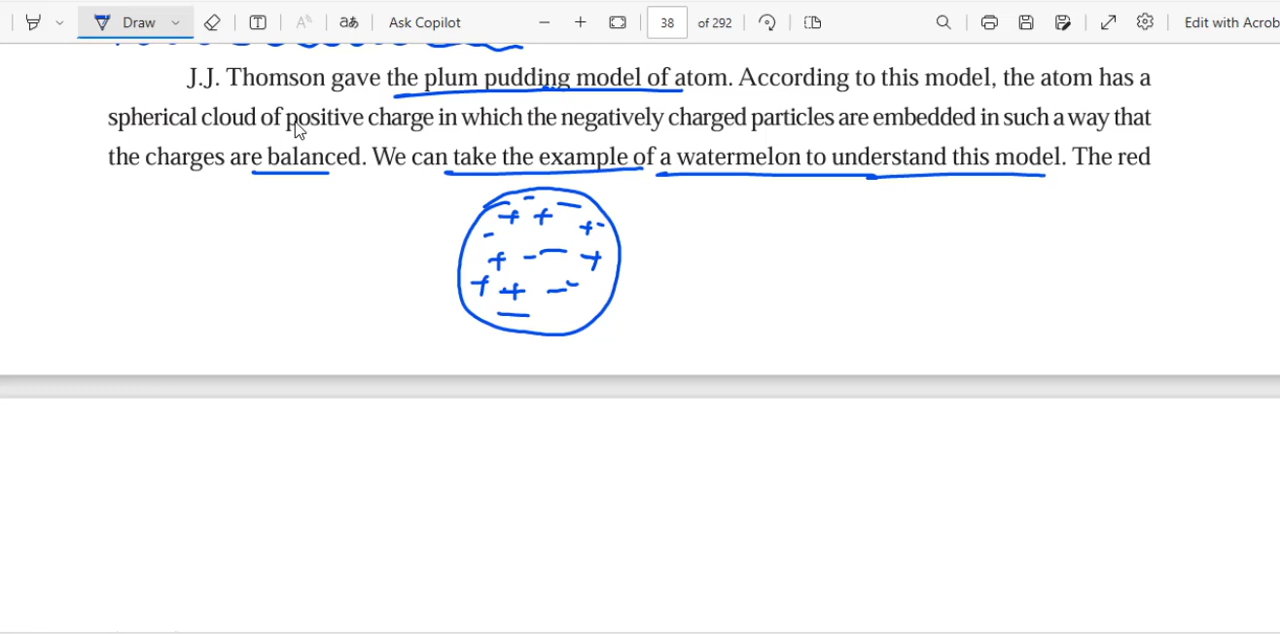 Draw
aあ
Ask Copilot
38 of 292
Edit with Acrob
J.J. Thomson gave the plum pudding model of atom. According to this model, the atom has a
spherical cloud of positive charge in which the negatively charged particles are embedded in such a way that
the charges are balanced. We can take the example of a watermelon to understand this model. The red